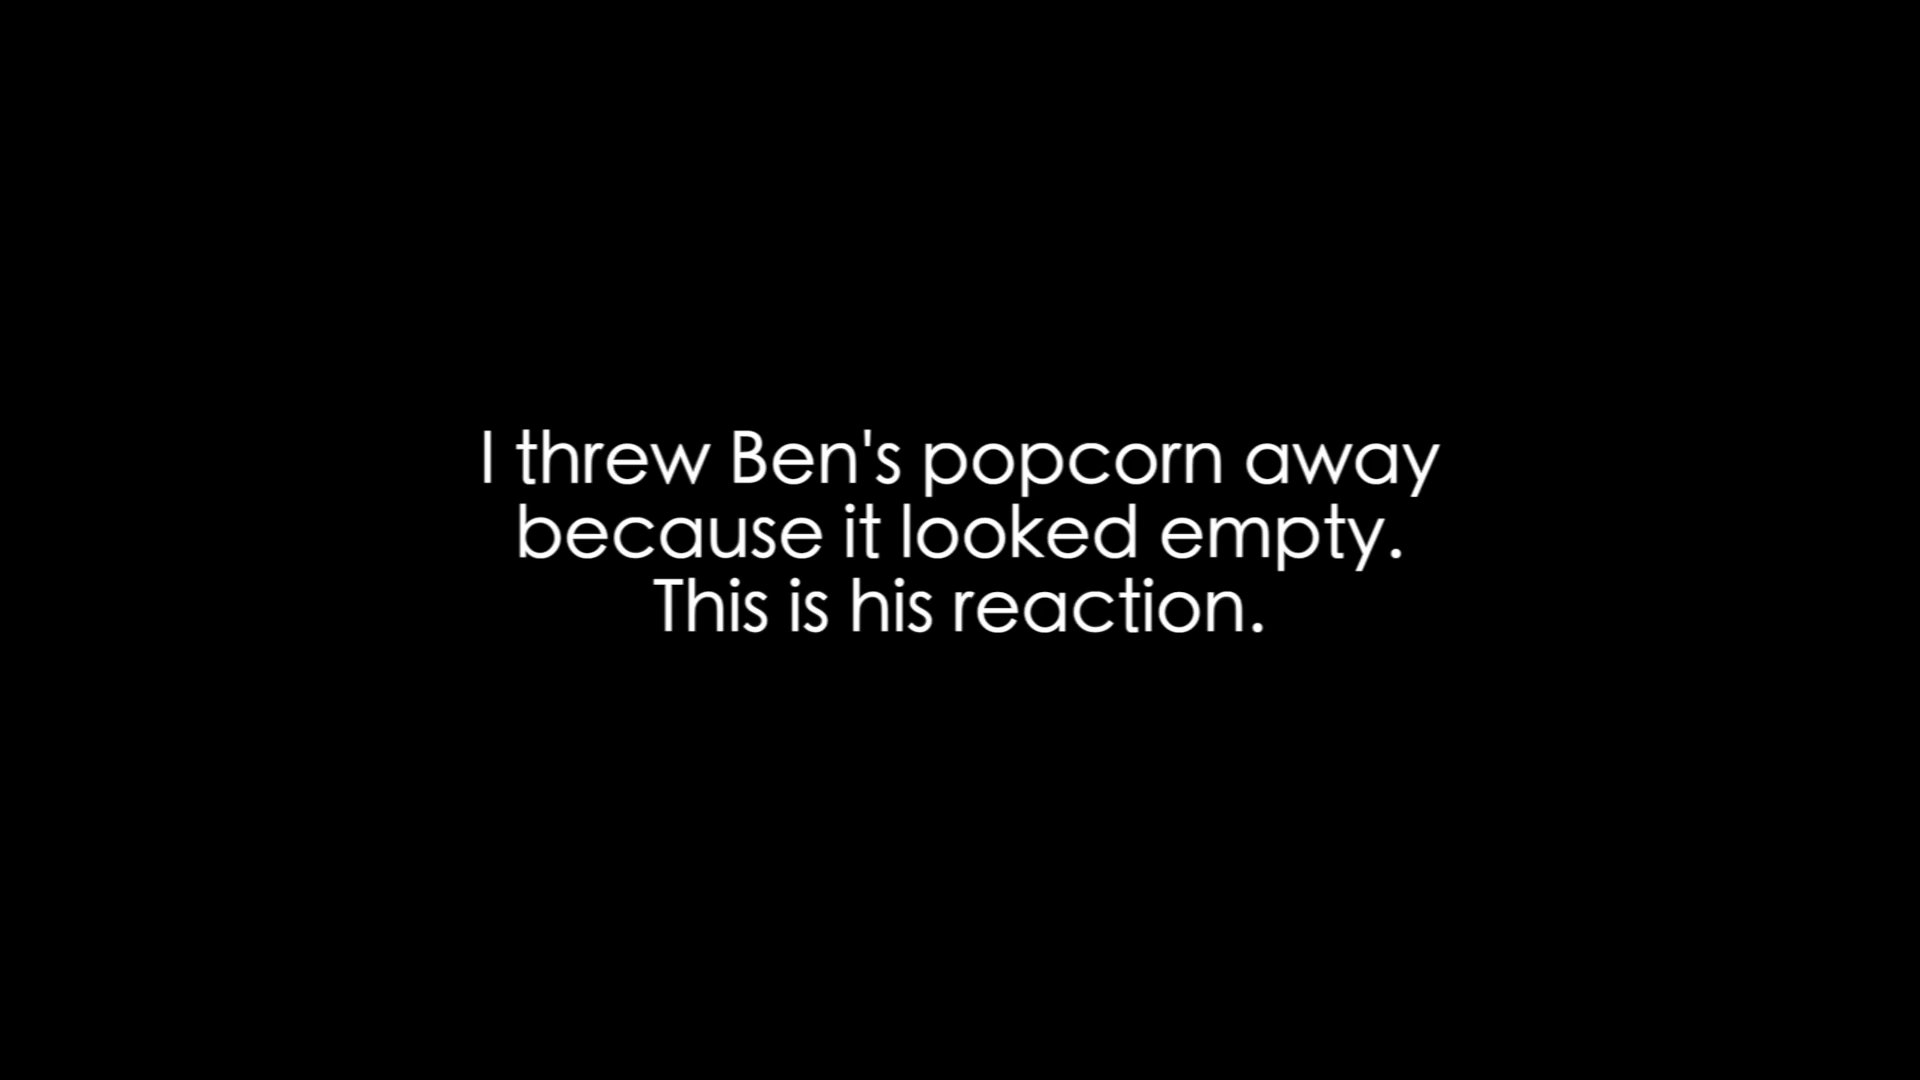 I threw Ben's popcorn away
because it looked empty.
This is his reaction.